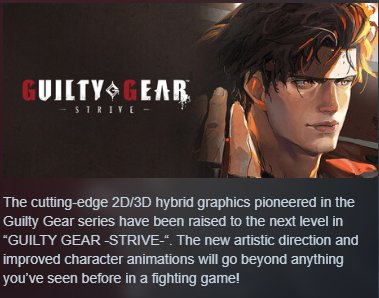 GUILTY GEAR
- STRIVE -
The cutting-edge 2D/3D hybrid graphics pioneered in the
Guilty Gear series have been raised to the next level in
“GUILTY GEAR -STRIVE-“. The new artistic direction and
improved character animations will go beyond anything
you’ve seen before in a fighting game!